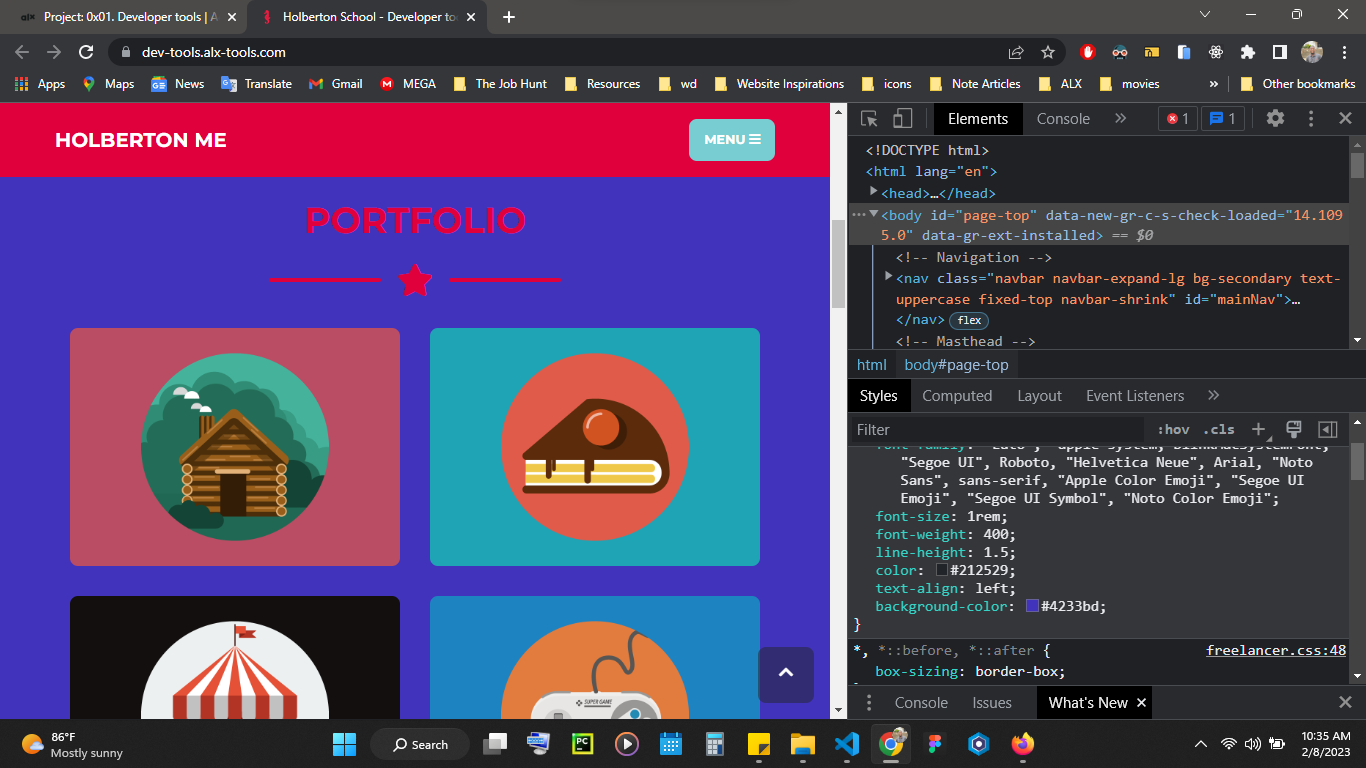 alx Project: 0x01. Developer tools | A
Holberton School - Developer to
dev-tools.alx-tools.com
Apps Maps News Translate Gmail MEGA The Job Hunt Resources wd Website Inspirations icons Note Articles ALX movies » Other bookmarks
HOLBERTON ME
MENU
PORTFOLIO
SUPER GAME
Elements Console » 1 1
<!DOCTYPE html>
<html lang="en">
<head>…</head>
<body id="page-top" data-new-gr-c-s-check-loaded="14.109
5.0" data-gr-ext-installed> == $0
<!-- Navigation -->
<nav class="navbar navbar-expand-lg bg-secondary text-
uppercase fixed-top navbar-shrink" id="mainNav">…
</nav> flex
<!-- Masthead -->
html body#page-top
Styles Computed Layout Event Listeners »
Filter :hov .cls +
"Segoe UI", Roboto, "Helvetica Neue", Arial, "Noto
Sans", sans-serif, "Apple Color Emoji", "Segoe UI
Emoji", "Segoe UI Symbol", "Noto Color Emoji";
font-size: 1rem;
font-weight: 400;
line-height: 1.5;
color: #212529;
text-align: left;
background-color: #4233bd;
}
*, *::before, *::after { freelancer.css:48
box-sizing: border-box;
Console Issues What's New
86°F
Mostly sunny
Search
PC
10:35 AM
2/8/2023